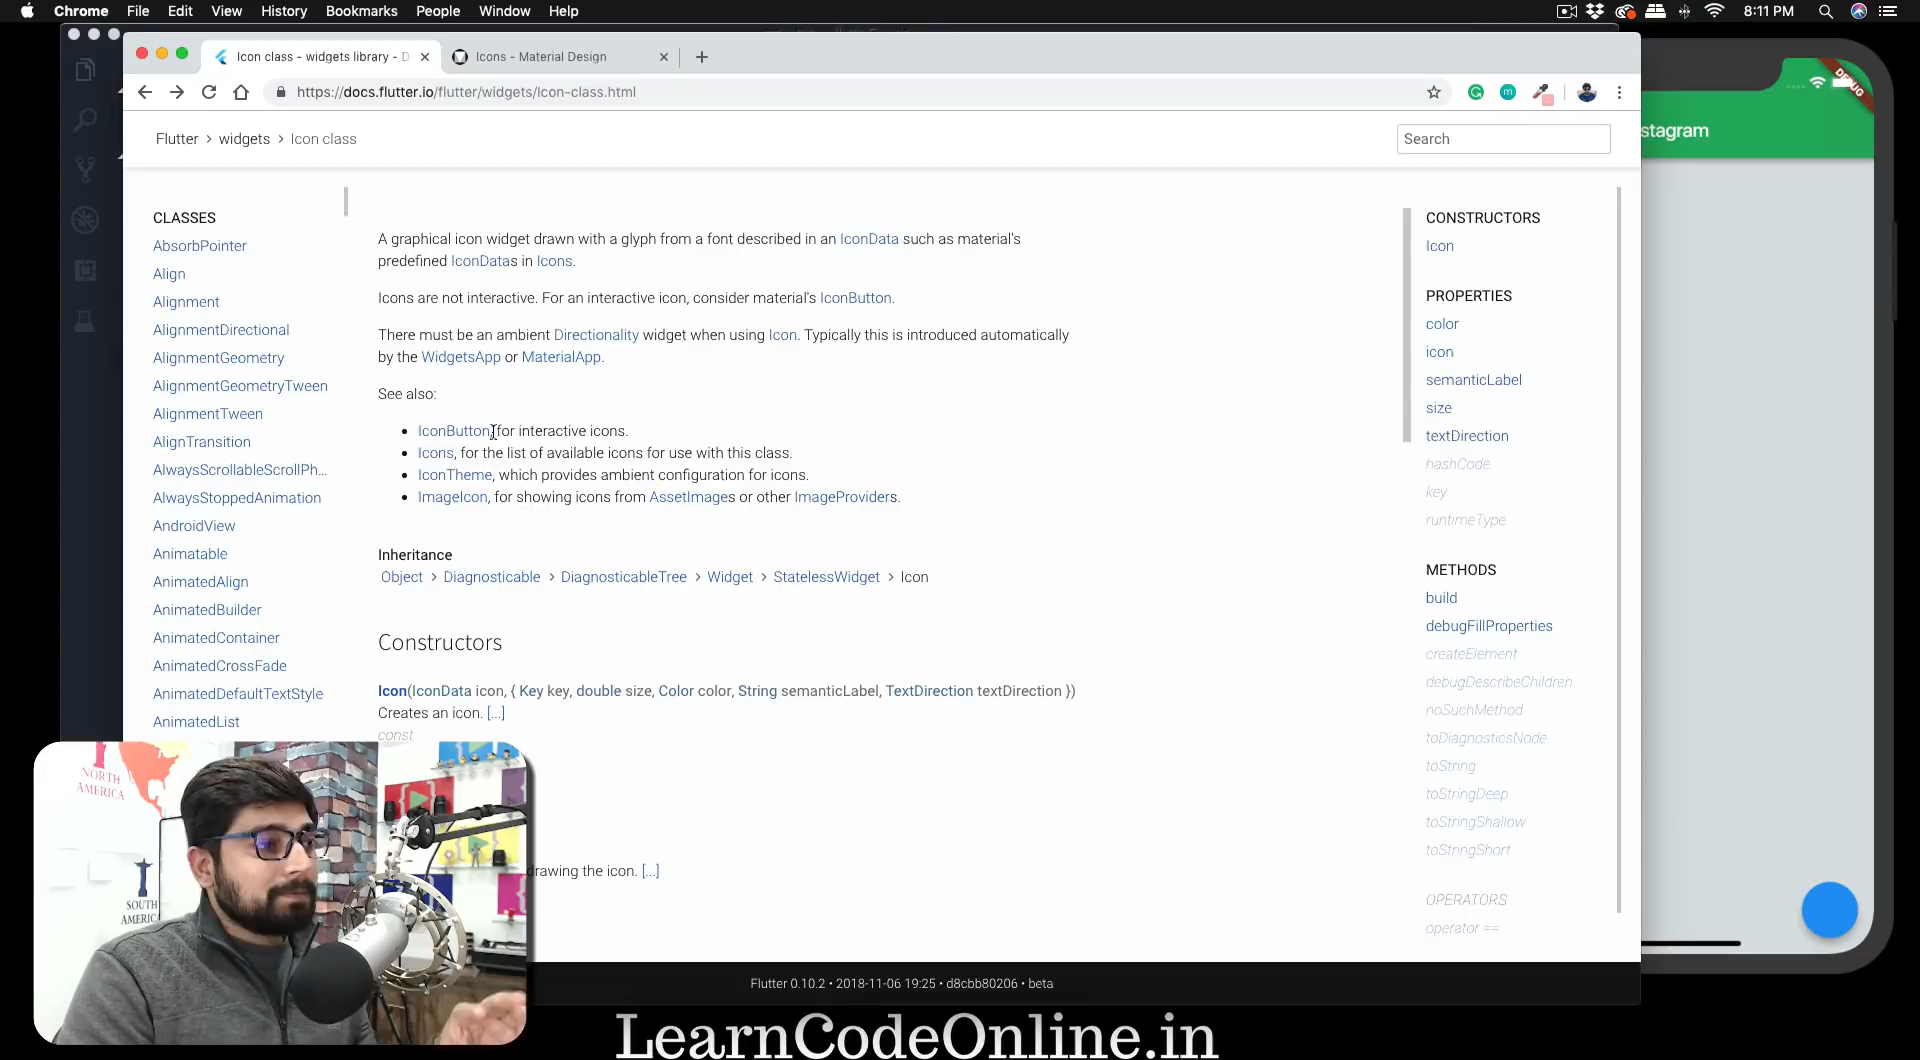 Chrome File Edit View History Bookmarks People Window Help
8:11 PM
Icon class - widgets library - D
Icons - Material Design
https://docs.flutter.io/flutter/widgets/Icon-class.html
Flutter > widgets > Icon class
Search
stagram
DEBUG
CLASSES
AbsorbPointer
Align
Alignment
AlignmentDirectional
AlignmentGeometry
AlignmentGeometryTween
AlignmentTween
AlignTransition
AlwaysScrollableScrollPh...
AlwaysStoppedAnimation
AndroidView
Animatable
AnimatedAlign
AnimatedBuilder
AnimatedContainer
AnimatedCrossFade
AnimatedDefaultTextStyle
AnimatedList
A graphical icon widget drawn with a glyph from a font described in an IconData such as material's
predefined IconDatas in Icons.
Icons are not interactive. For an interactive icon, consider material's IconButton.
There must be an ambient Directionality widget when using Icon. Typically this is introduced automatically
by the WidgetsApp or MaterialApp.
See also:
• IconButton, for interactive icons.
• Icons, for the list of available icons for use with this class.
• IconTheme, which provides ambient configuration for icons.
• ImageIcon, for showing icons from AssetImages or other ImageProviders.
Inheritance
Object > Diagnosticable > DiagnosticableTree > Widget > StatelessWidget > Icon
Constructors
Icon(IconData icon, { Key key, double size, Color color, String semanticLabel, TextDirection textDirection })
Creates an icon. [...]
const
drawing the icon. [...]
CONSTRUCTORS
Icon
PROPERTIES
color
icon
semanticLabel
size
textDirection
hashCode
key
runtimeType
METHODS
build
debugFillProperties
createElement
debugDescribeChildren
noSuchMethod
toDiagnosticsNode
toString
toStringDeep
toStringShallow
toStringShort
OPERATORS
operator ==
NORTH
AMERICA
SOUTH
AMERICA
Flutter 0.10.2 • 2018-11-06 19:25 • d8cbb80206 • beta
LearnCodeOnline.in